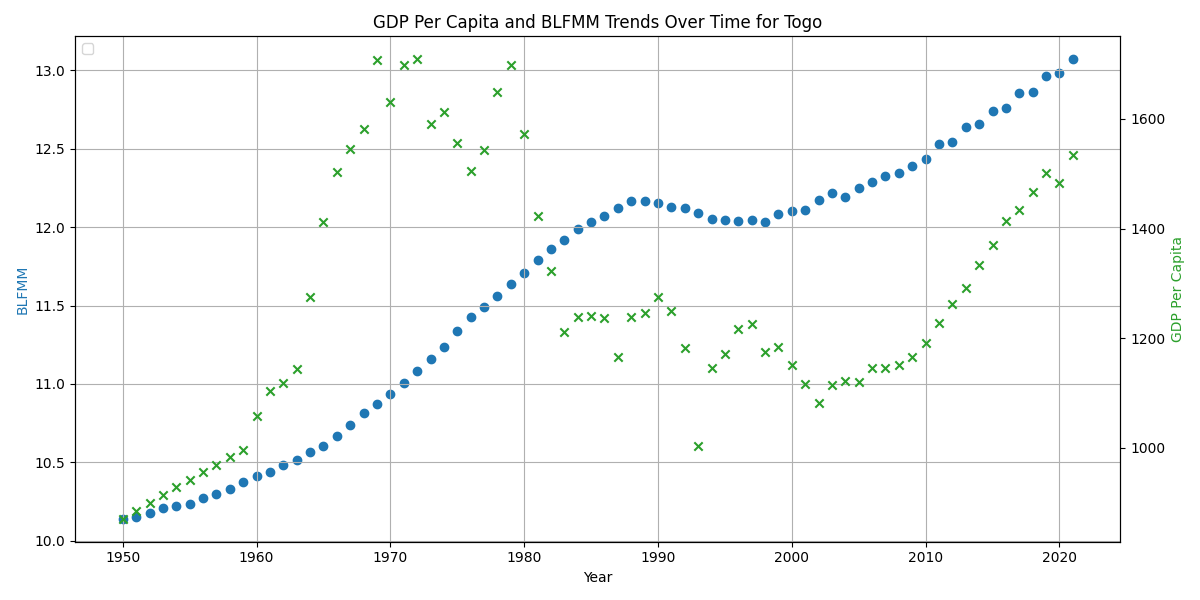 GDP Per Capita and BLFMM Trends Over Time for Togo
13.0
12.5
12.0
11.5
11.0
10.5
10.0
BLFMM
1600
1400
1200
1000
GDP Per Capita
1950 1960 1970 1980 1990 2000 2010 2020
Year